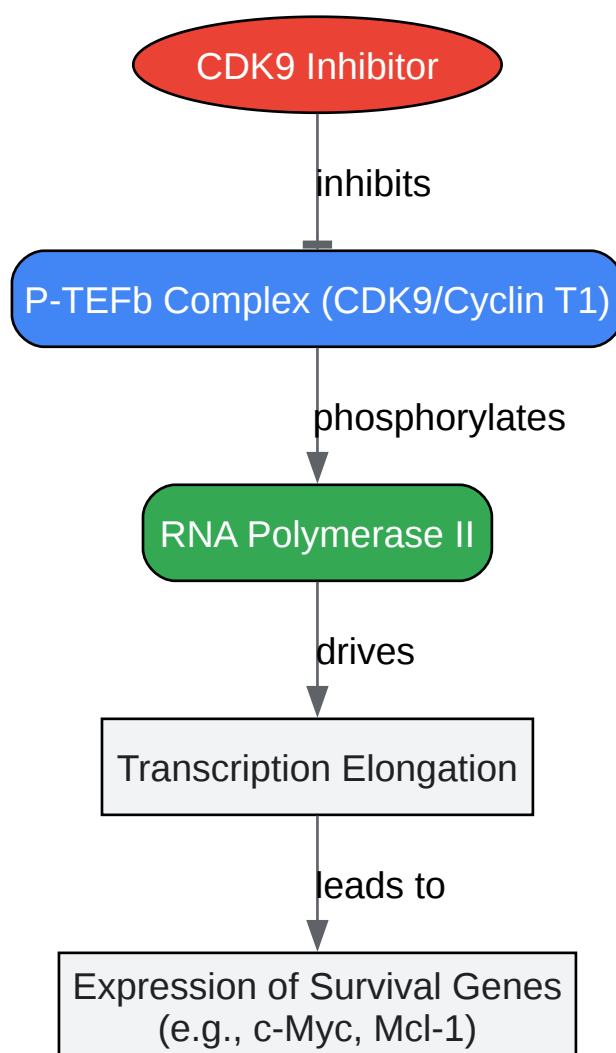 CDK9 Inhibitor
inhibits
P-TEFb Complex (CDK9/Cyclin T1)
phosphorylates
RNA Polymerase II
drives
Transcription Elongation
leads to
Expression of Survival Genes
(e.g., c-Myc, Mcl-1)